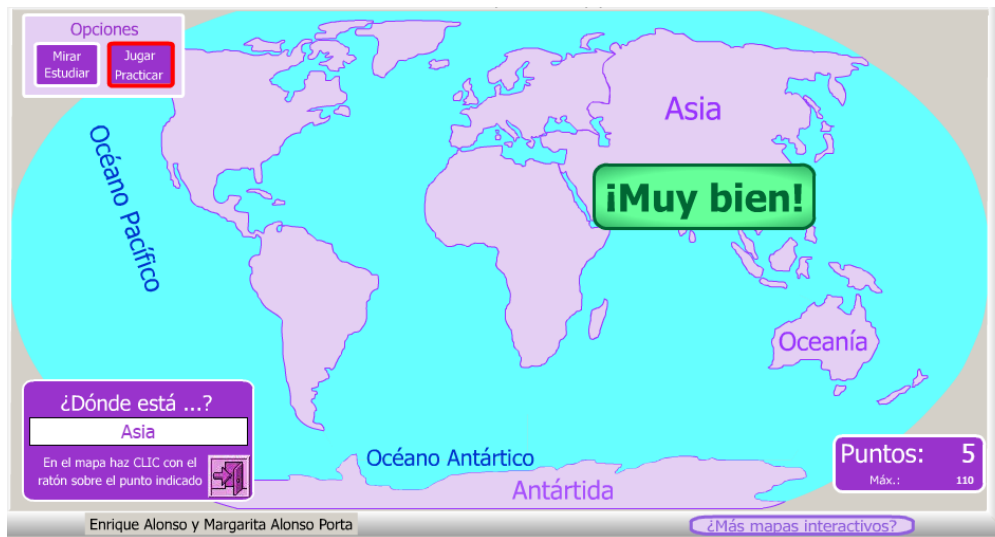 Opciones
Mirar
Estudiar
Jugar
Practicar
Asia
Océano Pacífico
¡Muy bien!
Oceanía
¿Dónde está ...?
Asia
En el mapa haz CLIC con el
ratón sobre el punto indicado
Océano Antártico
Antártida
Puntos: 5
Máx.: 110
Enrique Alonso y Margarita Alonso Porta
¿Más mapas interactivos?